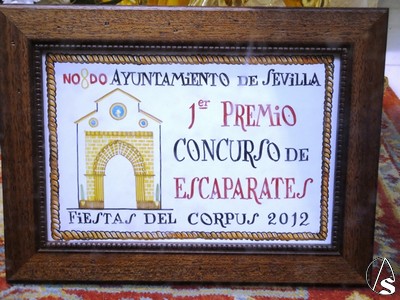 NO8DO AYUNTAMIENTO DE SEVILLA
1er PREMIO
CONCURSO DE
ESCAPARATES
FIESTAS DEL CORPUS 2012